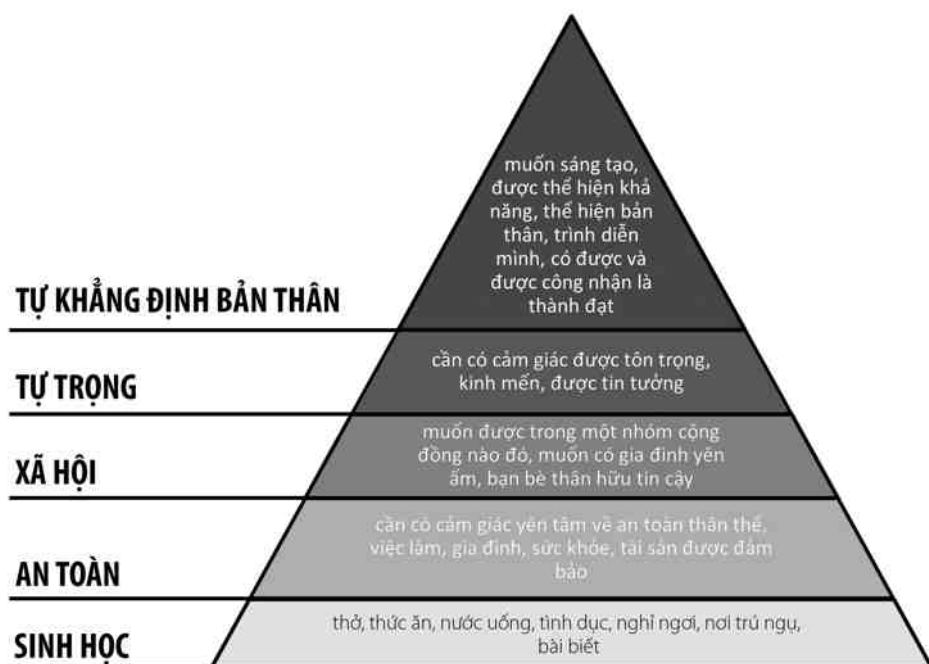 muốn sáng tạo,
được thể hiện khả
năng, thể hiện bản
thân, trình diễn
mình, có được và
được công nhận là
thành đạt
TỰ KHẲNG ĐỊNH BẢN THÂN
cần có cảm giác được tôn trọng,
kinh mến, được tin tưởng
TỰ TRỌNG
muốn được trong một nhóm cộng
đồng nào đó, muốn có gia đình yên
ấm, bạn bè thân hữu tin cậy
XÃ HỘI
cần có cảm giác yên tâm về an toàn thân thể,
việc làm, gia đình, sức khỏe, tài sản được đảm
bảo
AN TOÀN
thở, thức ăn, nước uống, tình dục, nghỉ ngơi, nơi trú ngụ,
bài biết
SINH HỌC